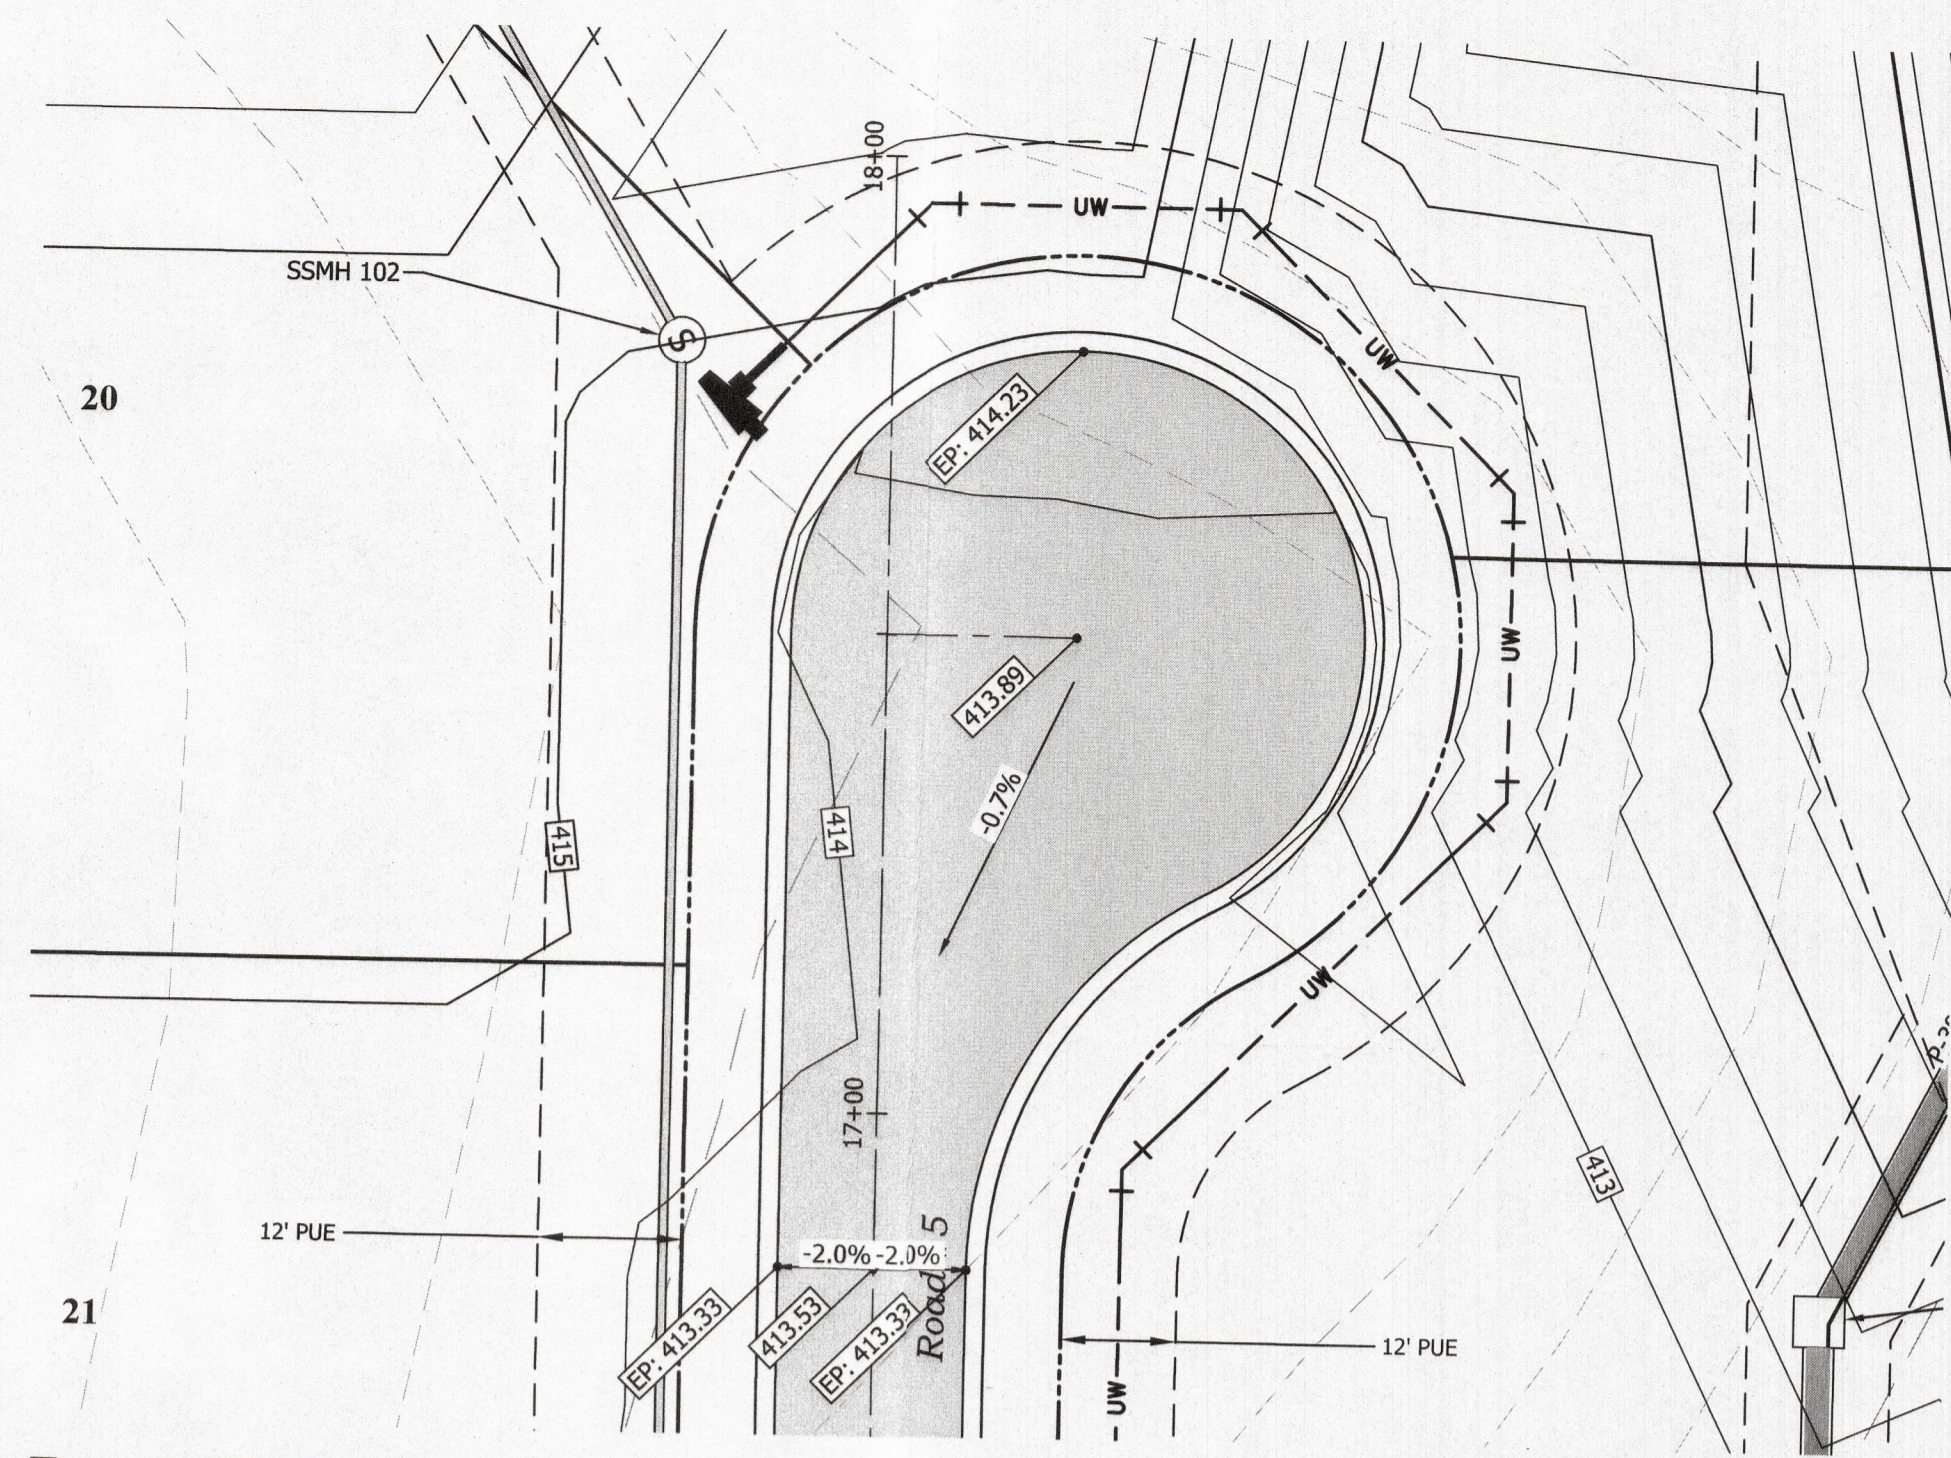 18+00
UW
SSMH 102
S
UW
20
EP: 414.23
UW
413.89
-0.7%
414
415
UW
17+00
413
12' PUE
Road 5
-2.0% -2.0%
21
EP: 413.33
413.53
EP: 413.33
12' PUE
UW